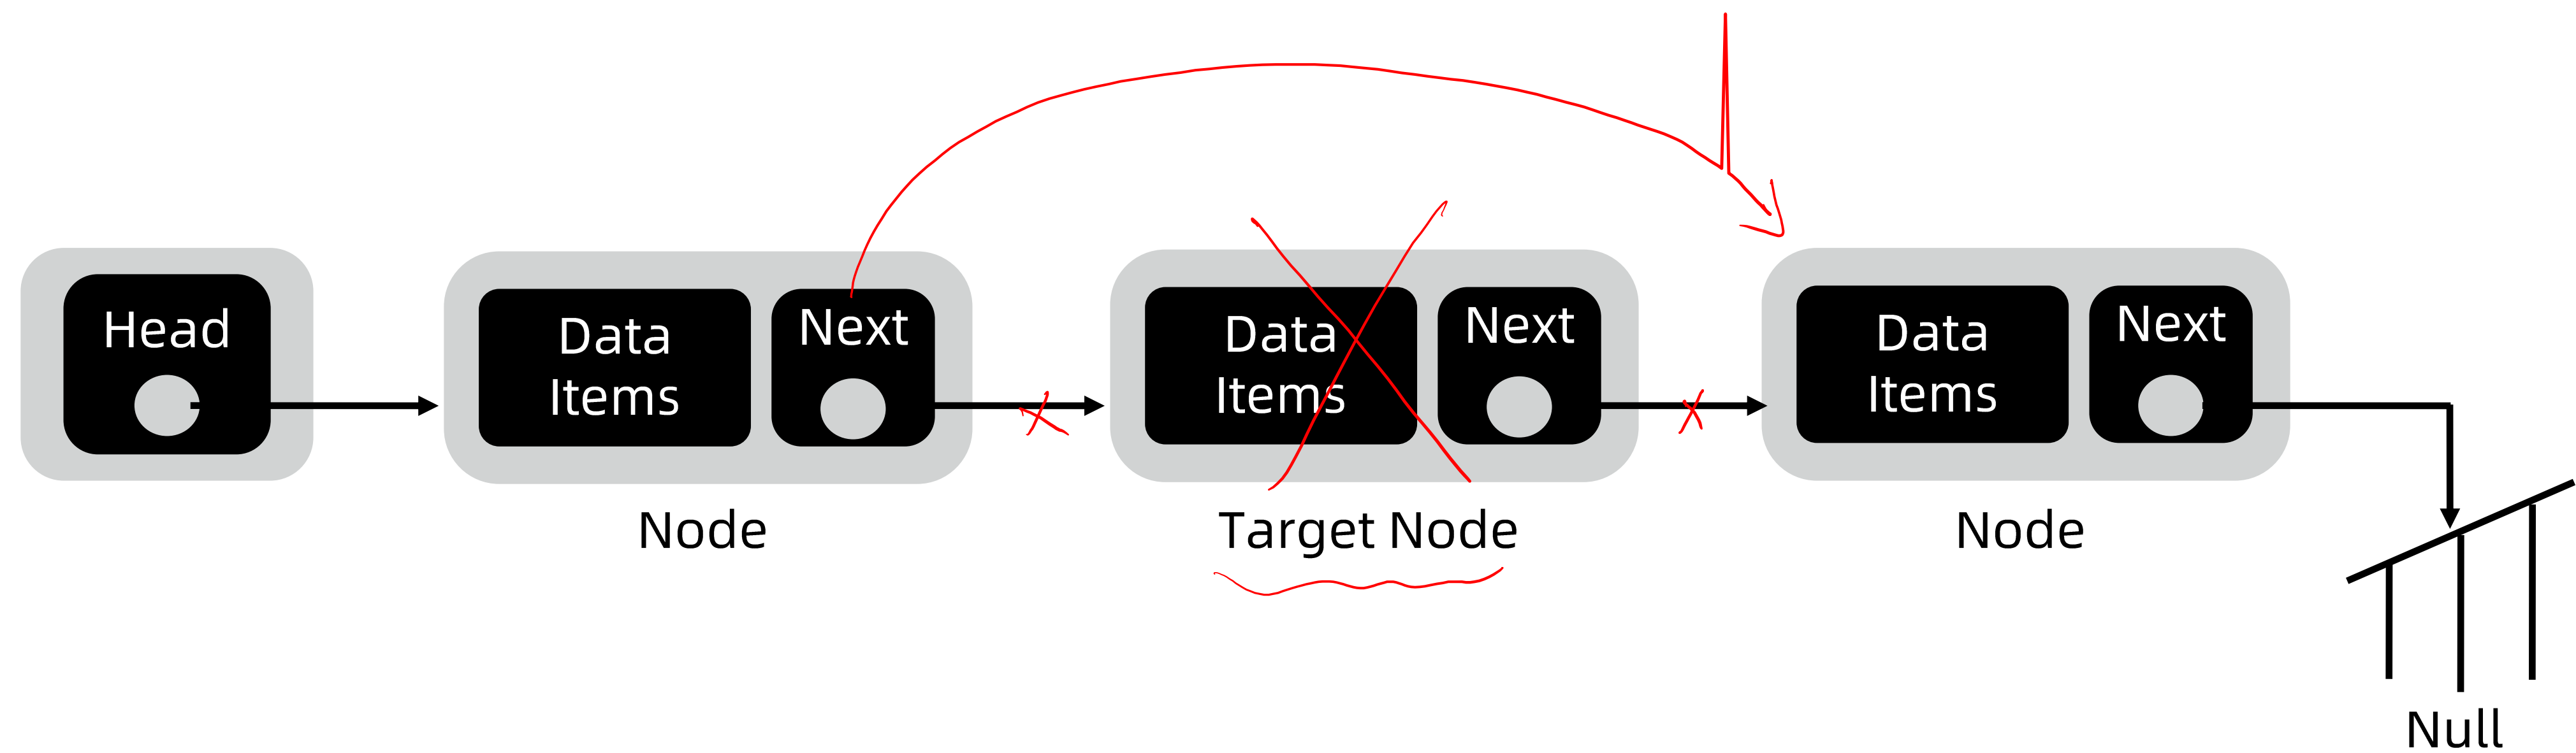 Head
Data
Items
Next
Data
Items
Next
Data
Items
Next
Node
Target Node
Node
Null